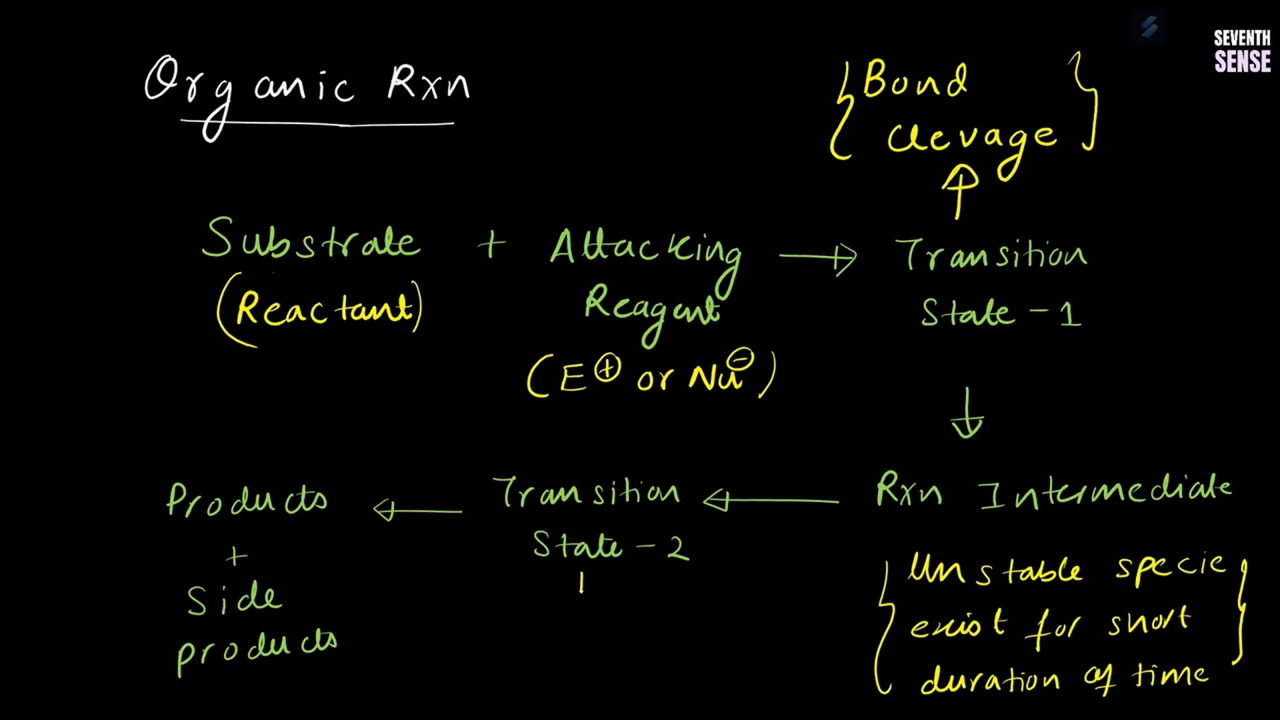 SEVENTH
SENSE
Organic Rxn
Bond
Clevage
Substrate + Attacking → Transition
(Reactant) Reagent State - 1
(E⊕ or Nu⊖)
Products ← Transition ← Rxn Intermediate
+ State - 2
Side
products
Unstable specie
exist for short
duration of time